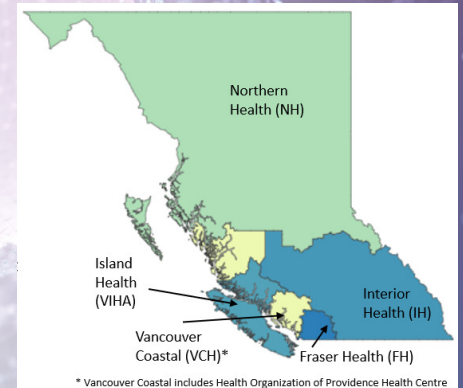 Northern
Health (NH)
Island
Health
(VIHA)
Interior
Health (IH)
Vancouver
Coastal (VCH)*
Fraser Health (FH)
* Vancouver Coastal includes Health Organization of Providence Health Centre